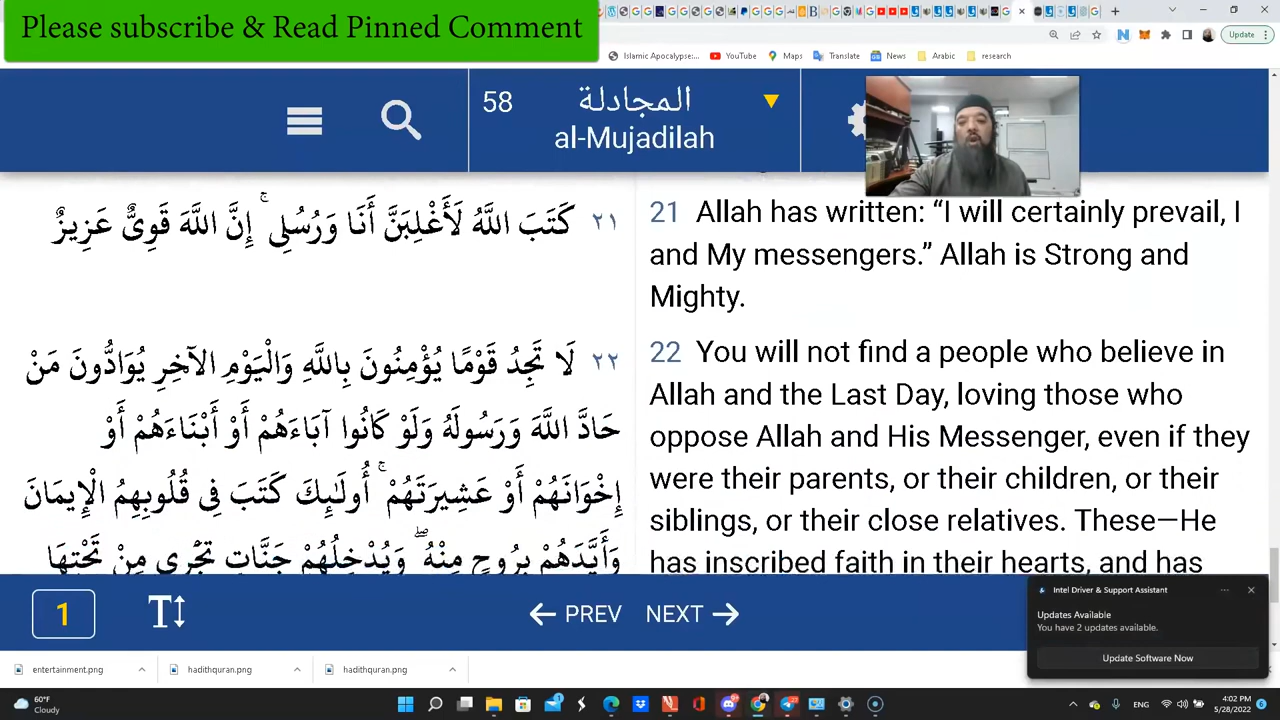 Please subscribe & Read Pinned Comment
Update
Islamic Apocalypse:...
YouTube
Maps
Translate
News
Arabic
research
58
المجادلة
al-Mujadilah
٢١ كَتَبَ اللَّهُ لَأَغْلِبَنَّ أَنَا وَرُسُلِي ۚ إِنَّ اللَّهَ قَوِيٌّ عَزِيزٌ
21 Allah has written: “I will certainly prevail, I
and My messengers.” Allah is Strong and
Mighty.
٢٢ لَا تَجِدُ قَوْمًا يُؤْمِنُونَ بِاللَّهِ وَالْيَوْمِ الْآخِرِ يُوَادُّونَ مَنْ
حَادَّ اللَّهَ وَرَسُولَهُ وَلَوْ كَانُوا آبَاءَهُمْ أَوْ أَبْنَاءَهُمْ أَوْ
إِخْوَانَهُمْ أَوْ عَشِيرَتَهُمْ ۚ أُولَٰئِكَ كَتَبَ فِي قُلُوبِهِمُ الْإِيمَانَ
وَأَيَّدَهُمْ بِرُوحٍ مِنْهُ ۖ وَيُدْخِلُهُمْ جَنَّاتٍ تَجْرِي مِنْ تَحْتِهَا
22 You will not find a people who believe in
Allah and the Last Day, loving those who
oppose Allah and His Messenger, even if they
were their parents, or their children, or their
siblings, or their close relatives. These—He
has inscribed faith in their hearts, and has
1
T
PREV
NEXT
Intel Driver & Support Assistant
Updates Available
You have 2 updates available.
Update Software Now
entertainment.png
hadithquran.png
hadithquran.png
60°F
Cloudy
ENG
4:02 PM
5/28/2022